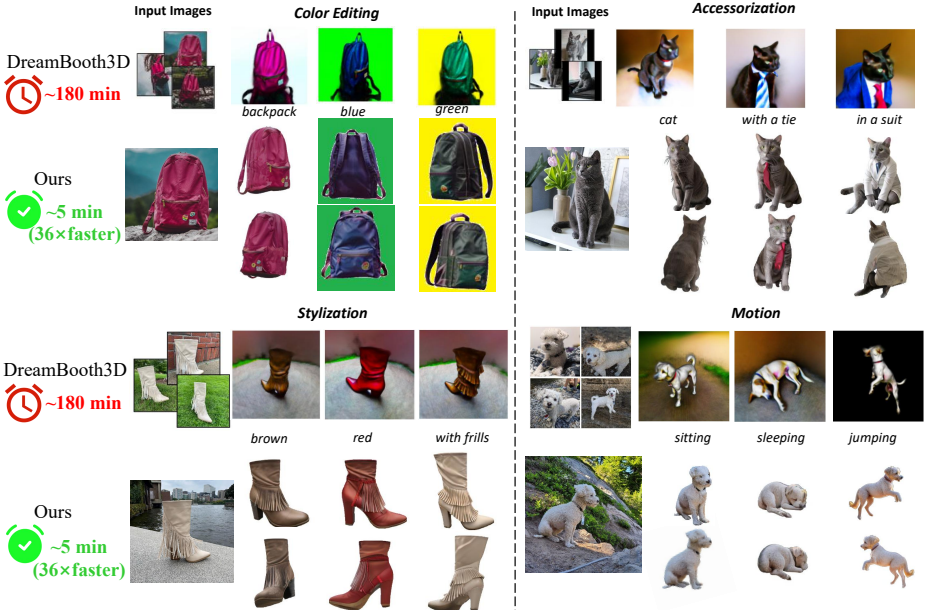 Input Images
Color Editing
DreamBooth3D
~180 min
backpack
blue
green
Ours
~5 min
(36×faster)
Input Images
Accessorization
cat
with a tie
in a suit
Stylization
DreamBooth3D
~180 min
brown
red
with frills
Ours
~5 min
(36×faster)
Motion
sitting
sleeping
jumping